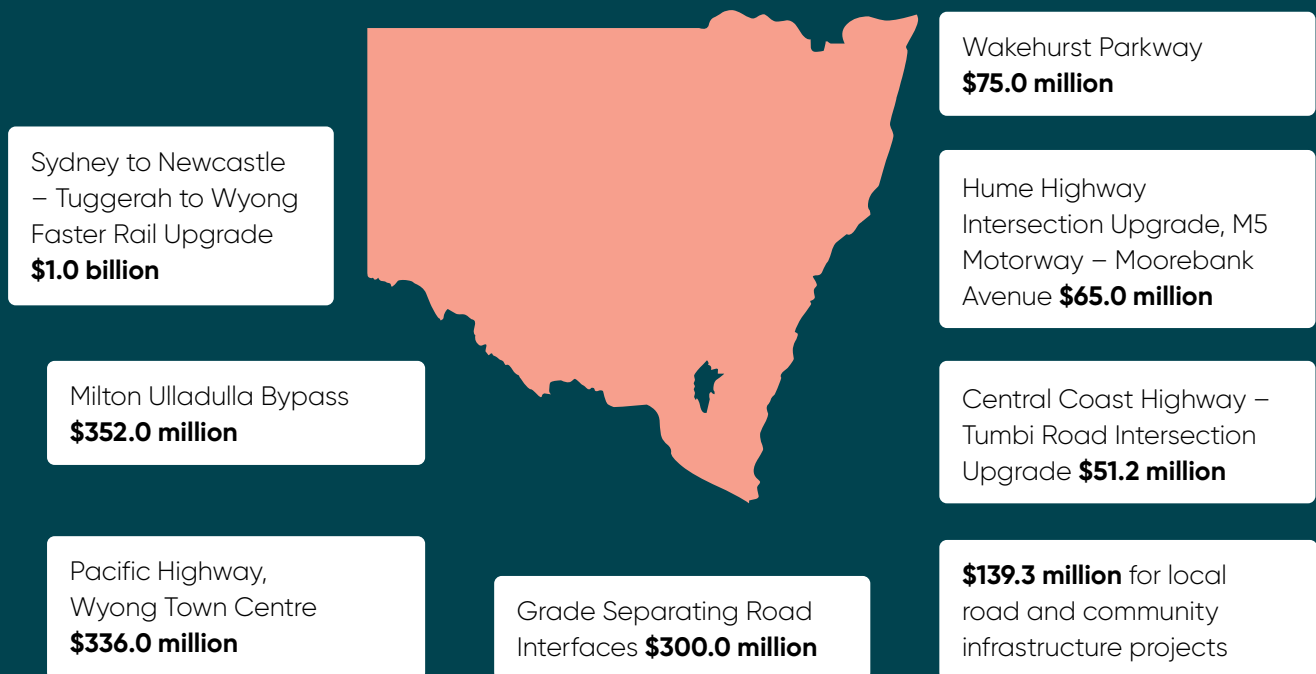 Sydney to Newcastle
– Tuggerah to Wyong
Faster Rail Upgrade
$1.0 billion
Milton Ulladulla Bypass
$352.0 million
Pacific Highway,
Wyong Town Centre
$336.0 million
Grade Separating Road
Interfaces $300.0 million
Wakehurst Parkway
$75.0 million
Hume Highway
Intersection Upgrade, M5
Motorway – Moorebank
Avenue $65.0 million
Central Coast Highway –
Tumbi Road Intersection
Upgrade $51.2 million
$139.3 million for local
road and community
infrastructure projects